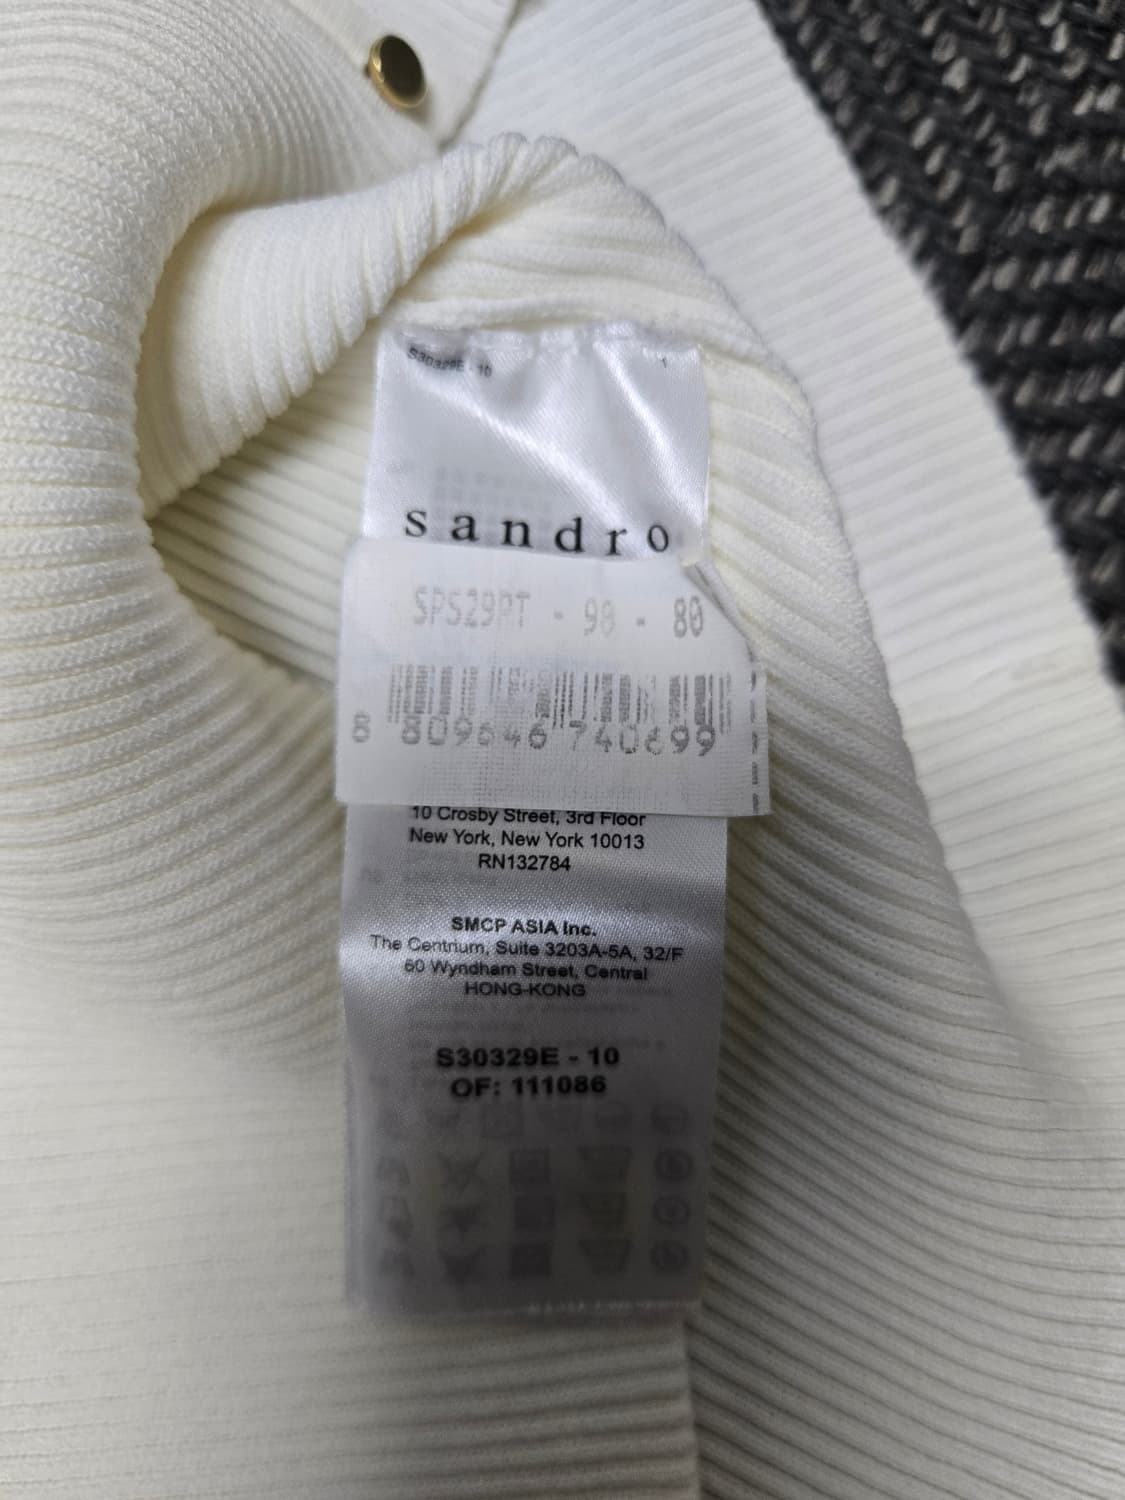 S30329E - 10
1
sandro
SPS29RT - 98 - 80
8 809646 740699
10 Crosby Street, 3rd Floor
New York, New York 10013
RN132784
SMCP ASIA Inc.
The Centrium, Suite 3203A-5A, 32/F
60 Wyndham Street, Central
HONG-KONG
S30329E - 10
OF: 111086